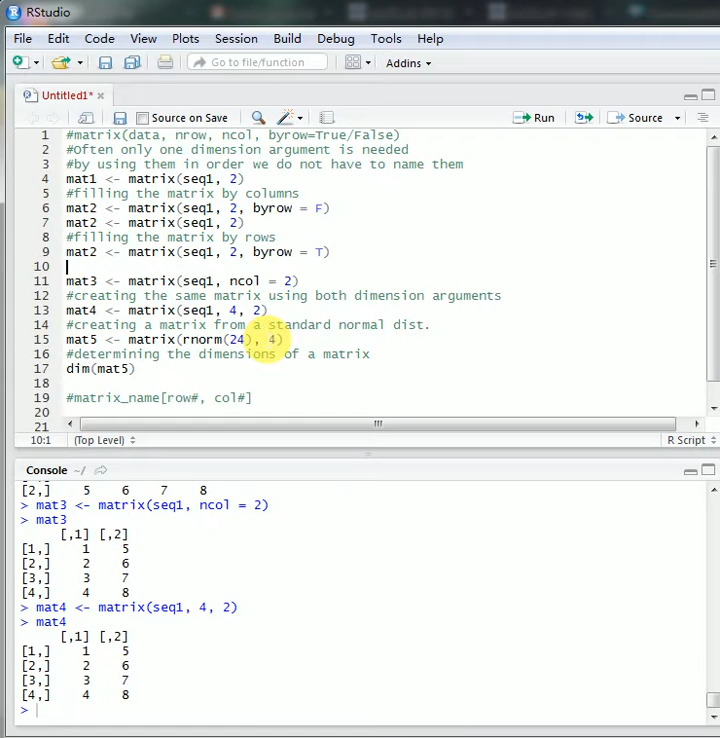 RStudio
File Edit Code View Plots Session Build Debug Tools Help
Go to file/function Addins
Untitled1*
Source on Save Run Source
1 #matrix(data, nrow, ncol, byrow=True/False)
2 #Often only one dimension argument is needed
3 #by using them in order we do not have to name them
4 mat1 <- matrix(seq1, 2)
5 #filling the matrix by columns
6 mat2 <- matrix(seq1, 2, byrow = F)
7 mat2 <- matrix(seq1, 2)
8 #filling the matrix by rows
9 mat2 <- matrix(seq1, 2, byrow = T)
10
11 mat3 <- matrix(seq1, ncol = 2)
12 #creating the same matrix using both dimension arguments
13 mat4 <- matrix(seq1, 4, 2)
14 #creating a matrix from a standard normal dist.
15 mat5 <- matrix(rnorm(24), 4)
16 #determining the dimensions of a matrix
17 dim(mat5)
18
19 #matrix_name[row#, col#]
20
21
10:1 (Top Level) R Script
Console ~/
[2,] 5 6 7 8
> mat3 <- matrix(seq1, ncol = 2)
> mat3
[,1] [,2]
[1,] 1 5
[2,] 2 6
[3,] 3 7
[4,] 4 8
> mat4 <- matrix(seq1, 4, 2)
> mat4
[,1] [,2]
[1,] 1 5
[2,] 2 6
[3,] 3 7
[4,] 4 8
>